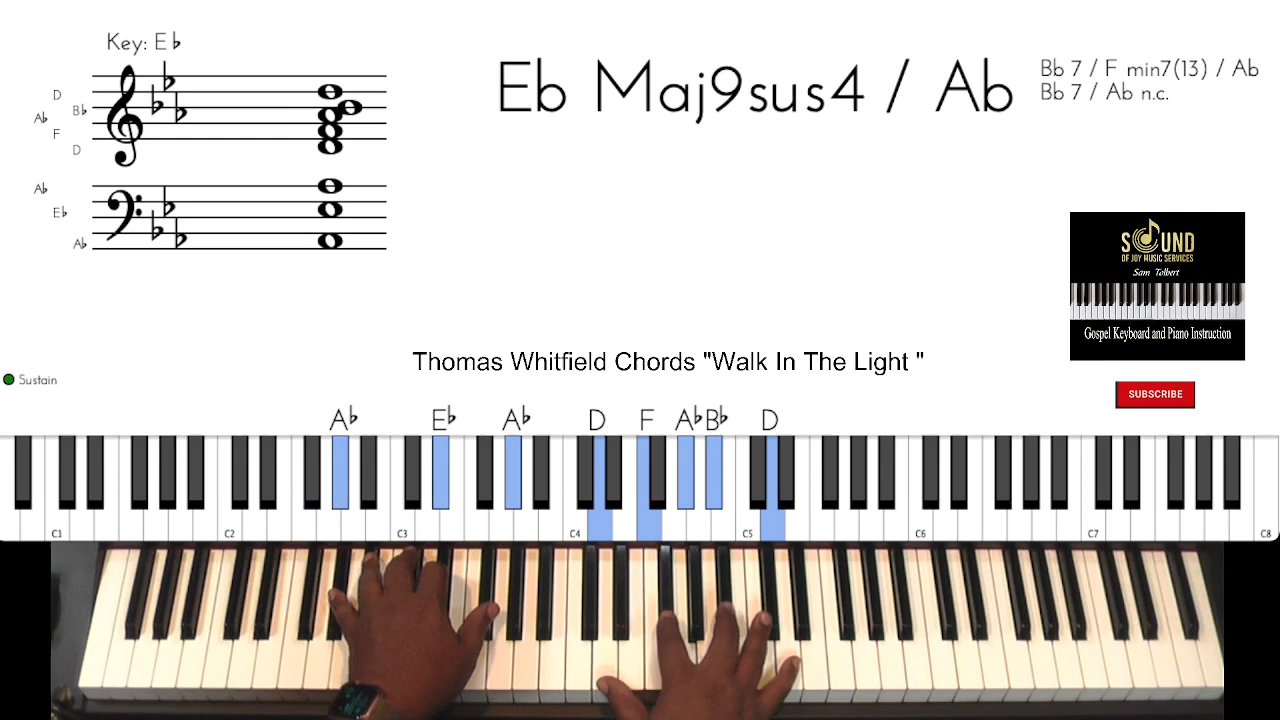 Key: E♭
Eb Maj9sus4 / Ab
Bb 7 / F min7(13) / Ab
Bb 7 / Ab n.c.
D
B♭
A♭
F
D
A♭
E♭
A♭
SOUND
OF JOY MUSIC SERVICES
Sam Tolbert
Gospel Keyboard and Piano Instruction
Thomas Whitfield Chords "Walk In The Light "
Sustain
SUBSCRIBE
A♭ E♭ A♭ D F A♭ B♭ D
C1 C2 C3 C4 C5 C6 C7 C8